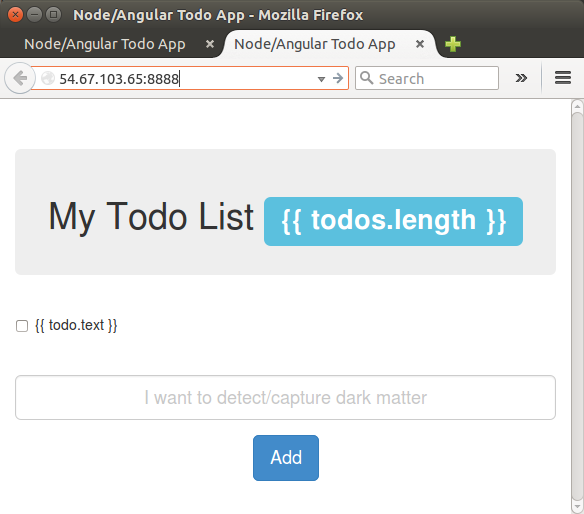 Node/Angular Todo App - Mozilla Firefox
Node/Angular Todo App
Node/Angular Todo App
54.67.103.65:8888
Search
My Todo List {{ todos.length }}
{{ todo.text }}
I want to detect/capture dark matter
Add